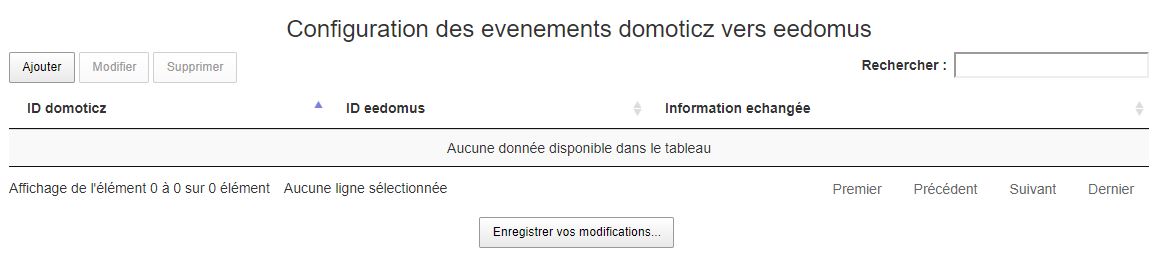 Configuration des evenements domoticz vers eedomus
Ajouter Modifier Supprimer Rechercher :
ID domoticz ID eedomus Information echangée
Aucune donnée disponible dans le tableau
Affichage de l'élément 0 à 0 sur 0 élément Aucune ligne sélectionnée Premier Précédent Suivant Dernier
Enregistrer vos modifications...